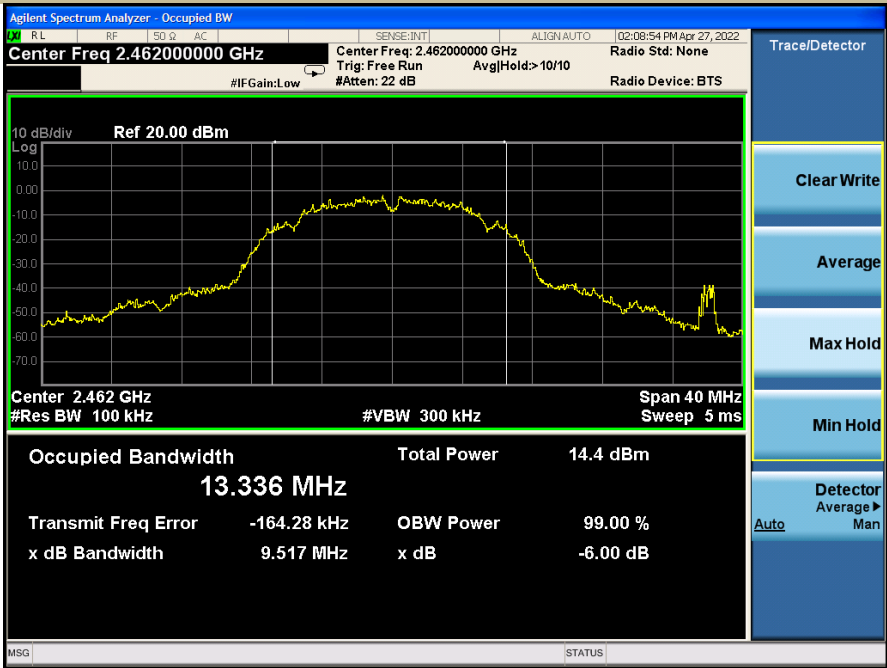 Agilent Spectrum Analyzer - Occupied BW
LXI RL RF 50 Ω AC SENSE:INT ALIGN AUTO 02:08:54 PM Apr 27, 2022
Center Freq 2.462000000 GHz
Center Freq: 2.462000000 GHz
Radio Std: None
Trig: Free Run Avg|Hold:> 10/10
#IFGain:Low
#Atten: 22 dB
Radio Device: BTS
Trace/Detector
10 dB/div Ref 20.00 dBm
Log
10.0
0.00
-10.0
-20.0
-30.0
-40.0
-50.0
-60.0
-70.0
Center 2.462 GHz Span 40 MHz
#Res BW 100 kHz #VBW 300 kHz Sweep 5 ms
Occupied Bandwidth
13.336 MHz
Total Power 14.4 dBm
Transmit Freq Error -164.28 kHz OBW Power 99.00 %
x dB Bandwidth 9.517 MHz x dB -6.00 dB
Clear Write
Average
Max Hold
Min Hold
Detector
Average
Auto Man
MSG STATUS